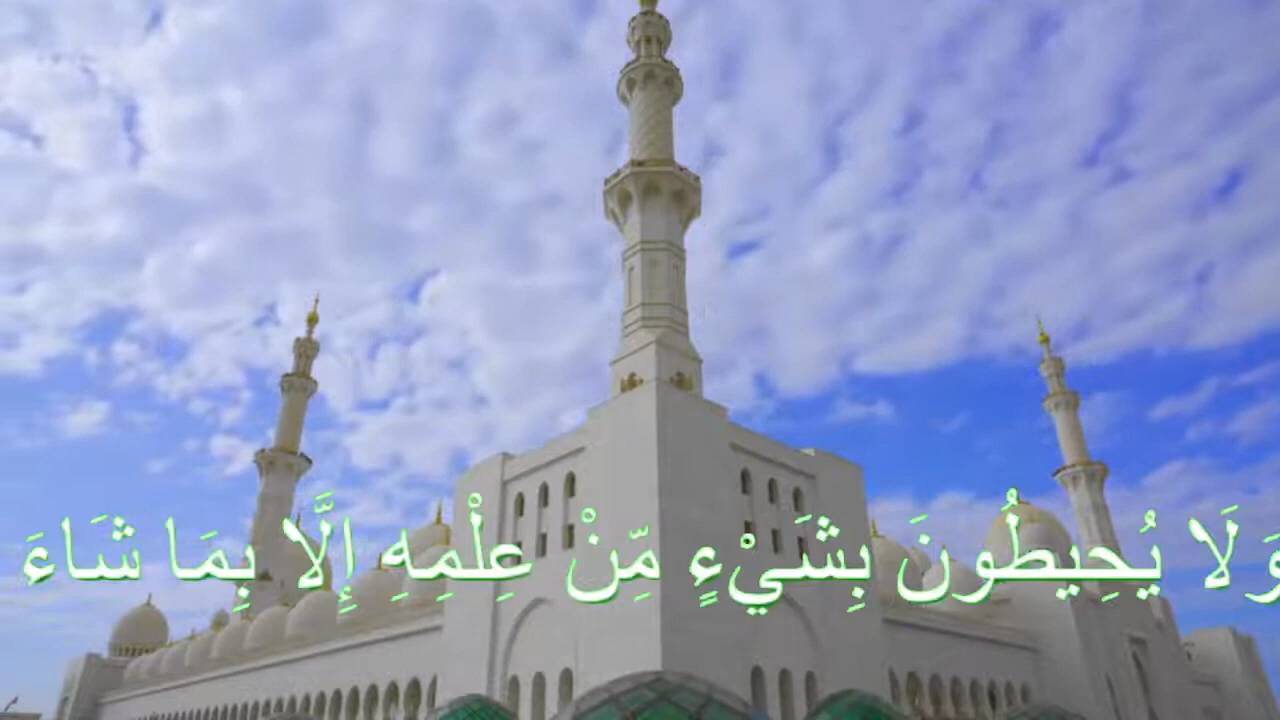 وَلَا يُحِيطُونَ بِشَيْءٍ مِّنْ عِلْمِهِ إِلَّا بِمَا شَاءَ